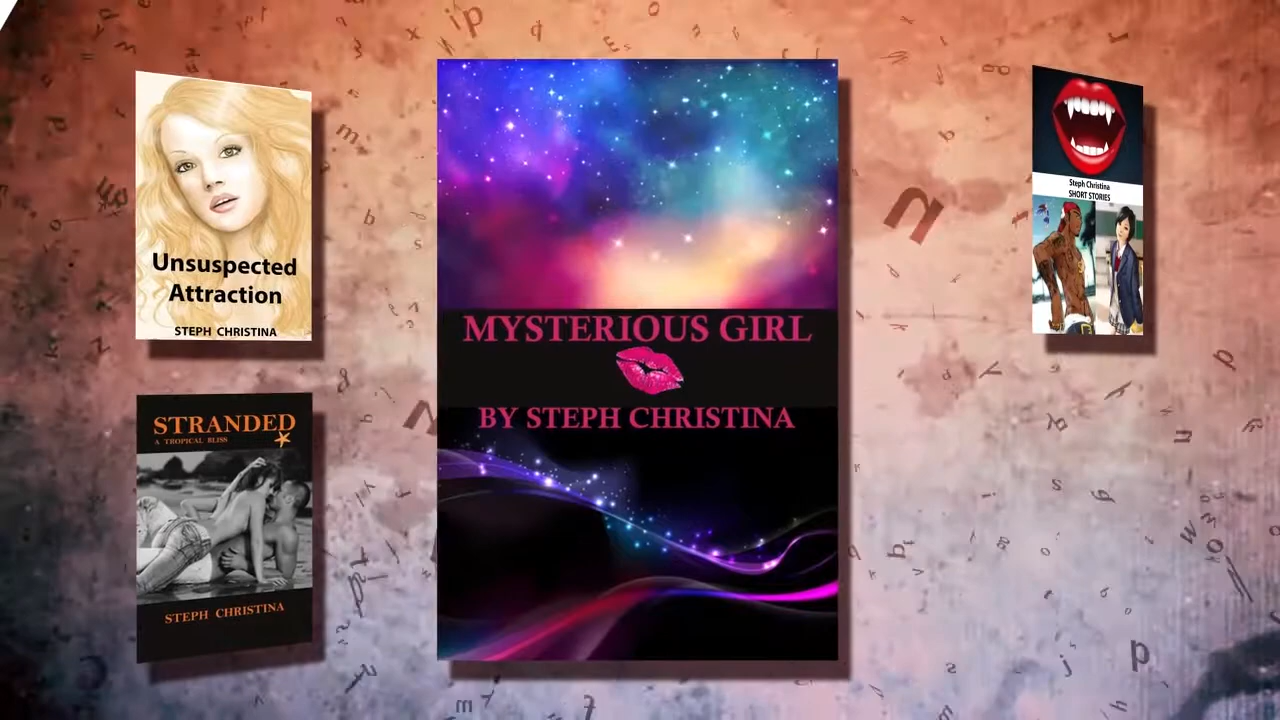 Unsuspected
Attraction
STEPH CHRISTINA
STRANDED
A TROPICAL BLISS
STEPH CHRISTINA
MYSTERIOUS GIRL
BY STEPH CHRISTINA
Steph Christina
SHORT STORIES